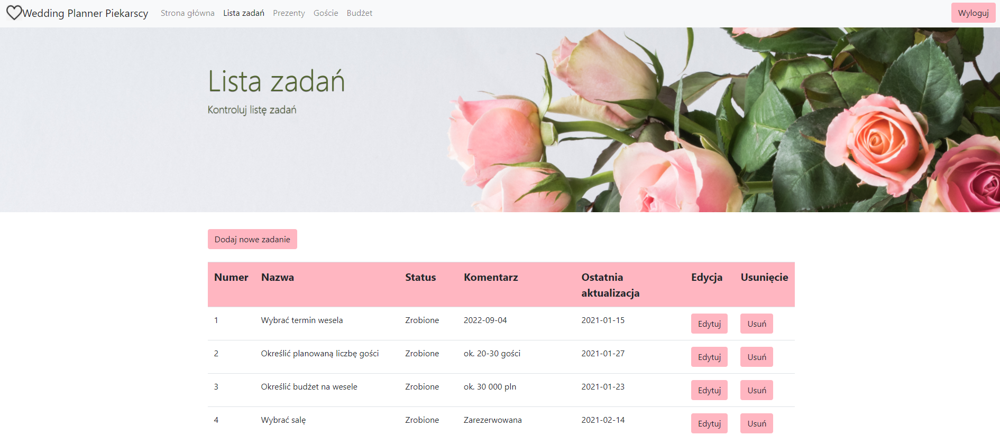 Wedding Planner Piekarscy Strona główna Lista zadań Prezenty Goście Budżet Wyloguj
Lista zadań
Kontroluj listę zadań
Dodaj nowe zadanie
Numer Nazwa Status Komentarz Ostatnia aktualizacja Edycja Usunięcie
1 Wybrać termin wesela Zrobione 2022-09-04 2021-01-15 Edytuj Usuń
2 Określić planowaną liczbę gości Zrobione ok. 20-30 gości 2021-01-27 Edytuj Usuń
3 Określić budżet na wesele Zrobione ok. 30 000 pln 2021-01-23 Edytuj Usuń
4 Wybrać salę Zrobione Zarezerwowana 2021-02-14 Edytuj Usuń